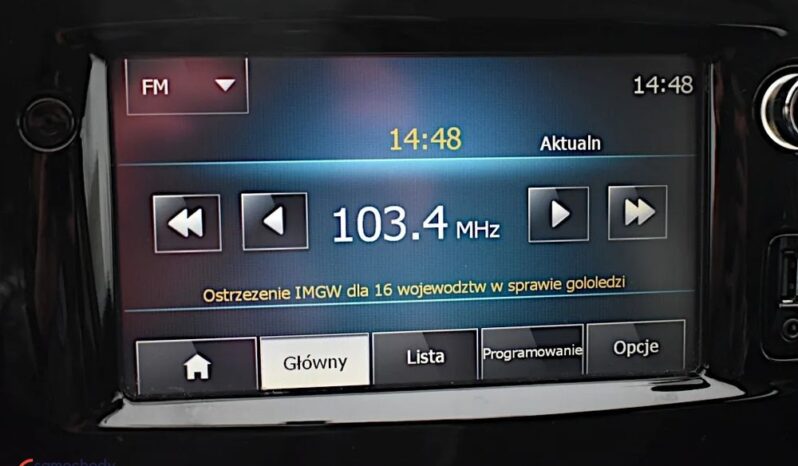 FM
14:48
14:48
Aktualn
103.4 MHz
Ostrzezenie IMGW dla 16 wojewodztw w sprawie gololedzi
Główny
Lista
Programowanie
Opcje